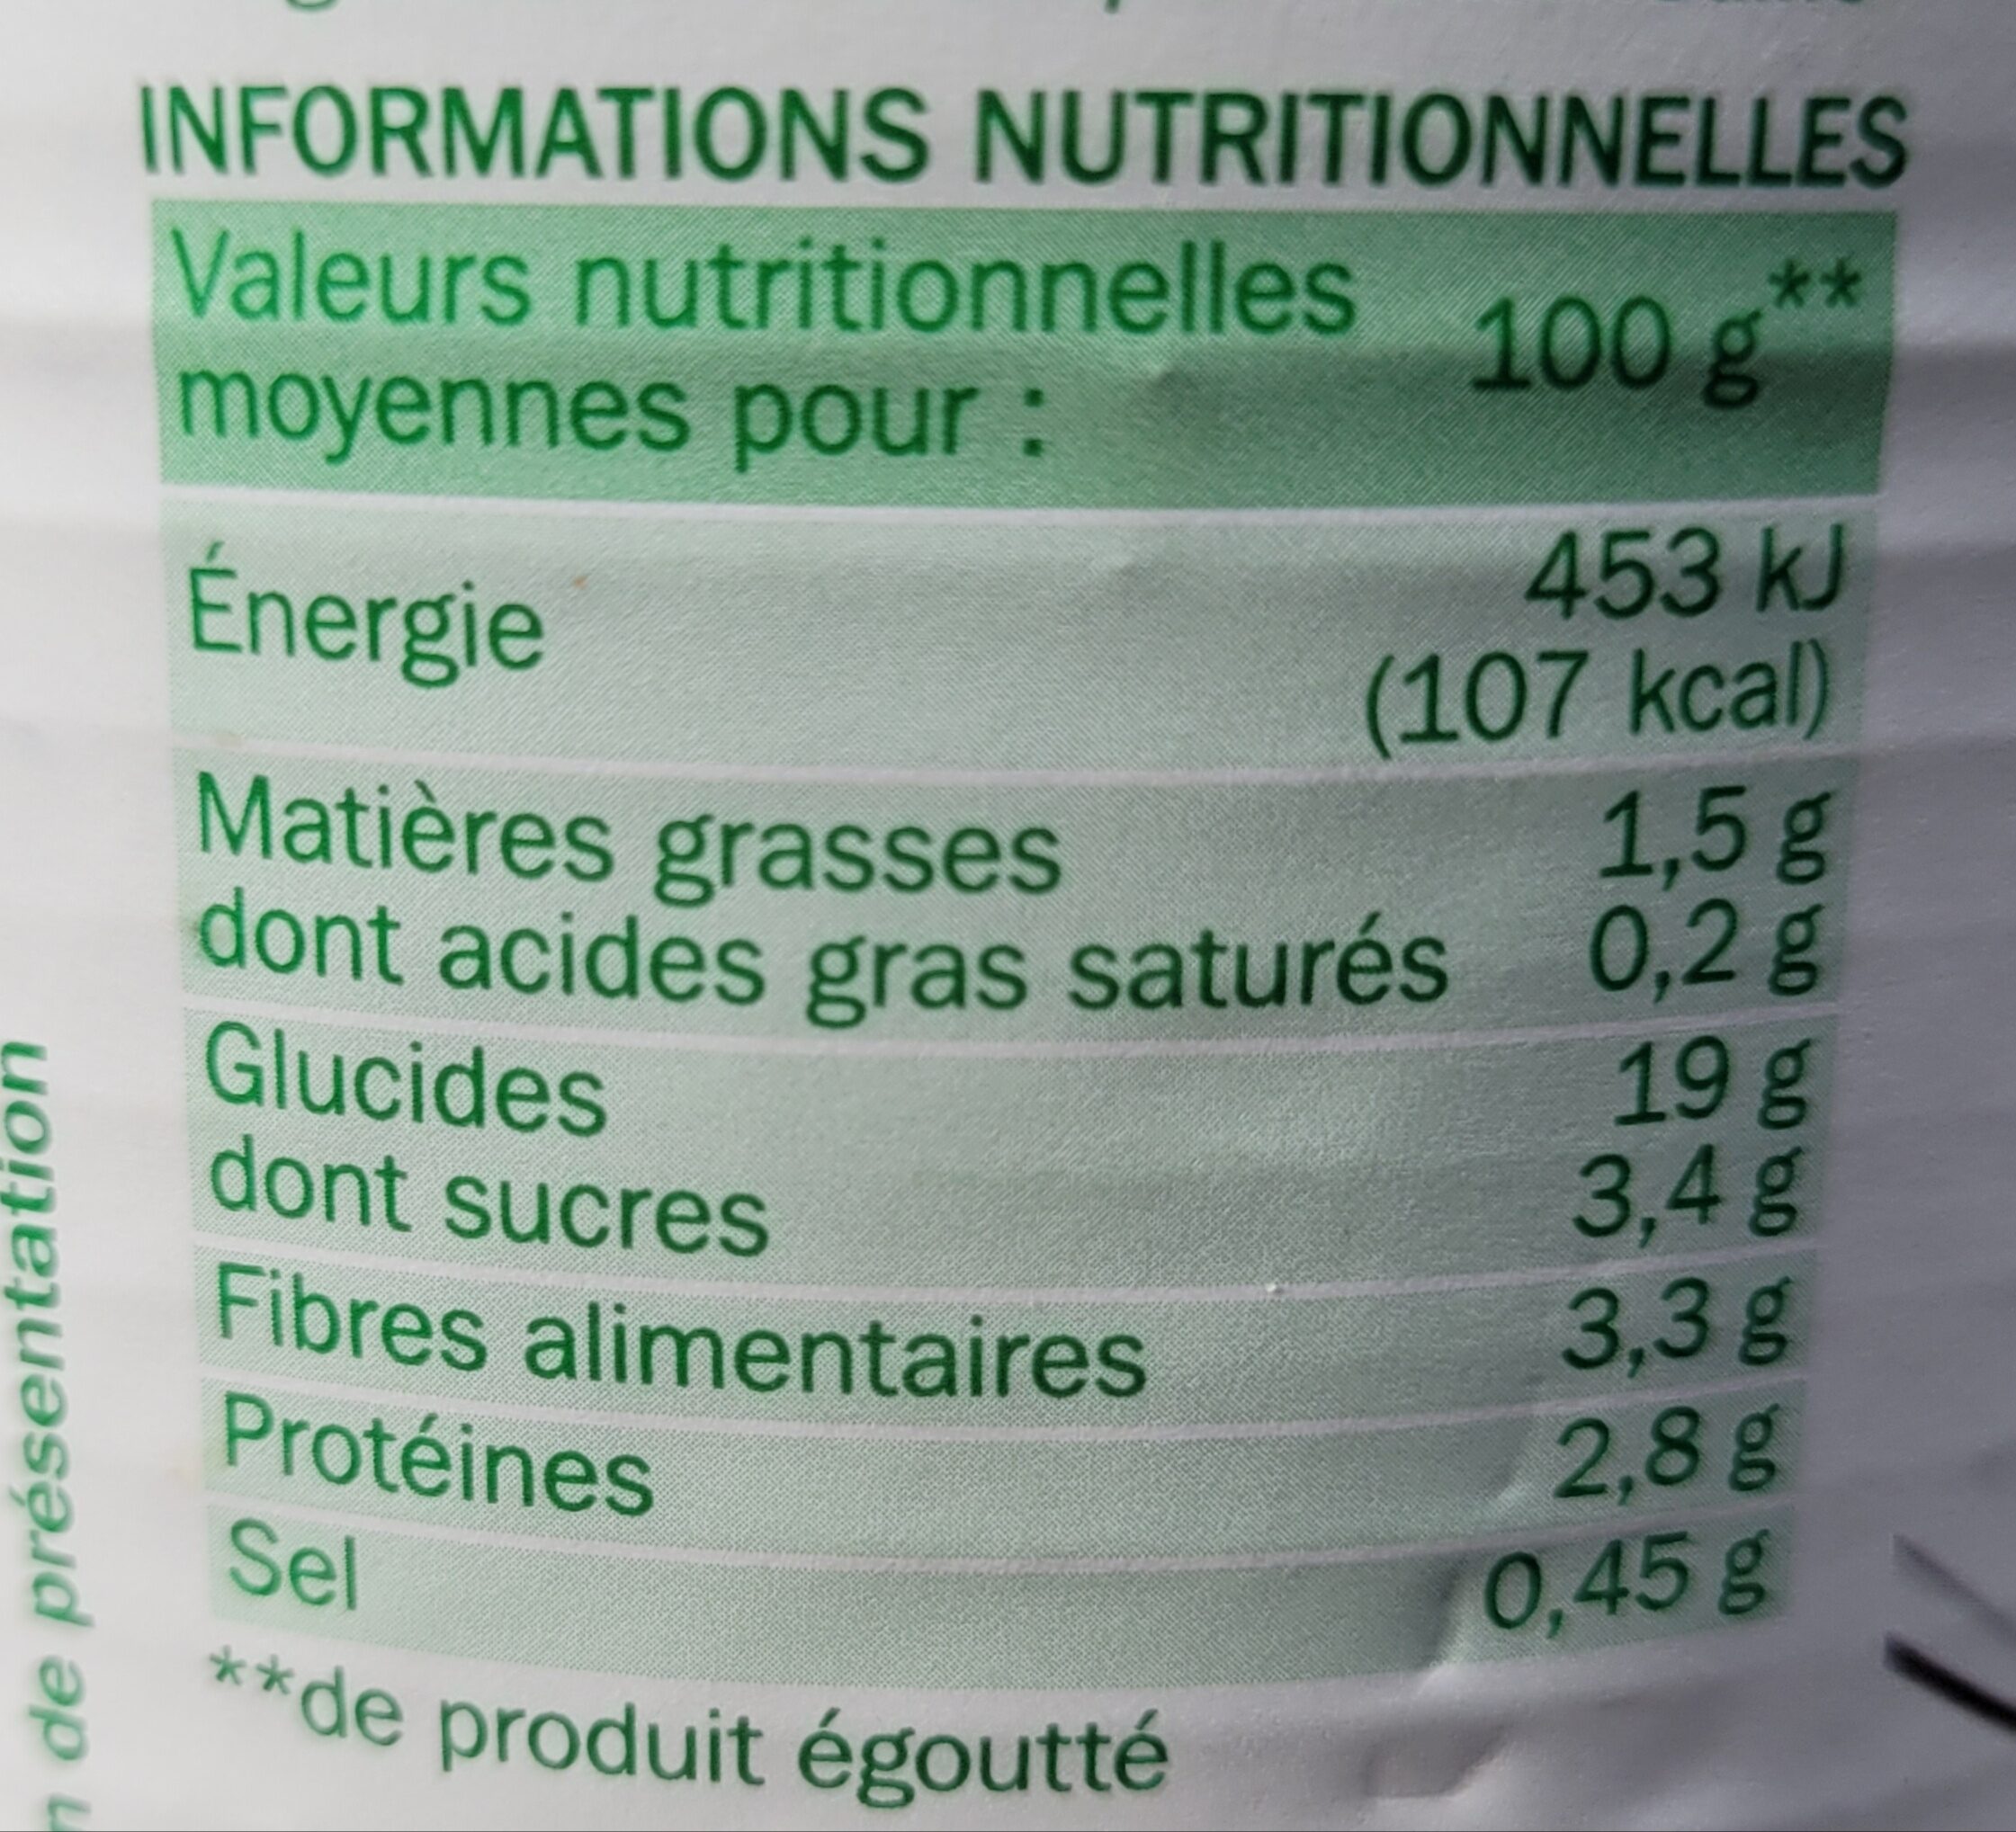 INFORMATIONS NUTRITIONNELLES
Valeurs nutritionnelles
moyennes pour : 100 g**
Énergie 453 kJ
(107 kcal)
Matières grasses 1,5 g
dont acides gras saturés 0,2 g
Glucides 19 g
dont sucres 3,4 g
Fibres alimentaires 3,3 g
Protéines 2,8 g
Sel 0,45 g
**de produit égoutté
de présentation